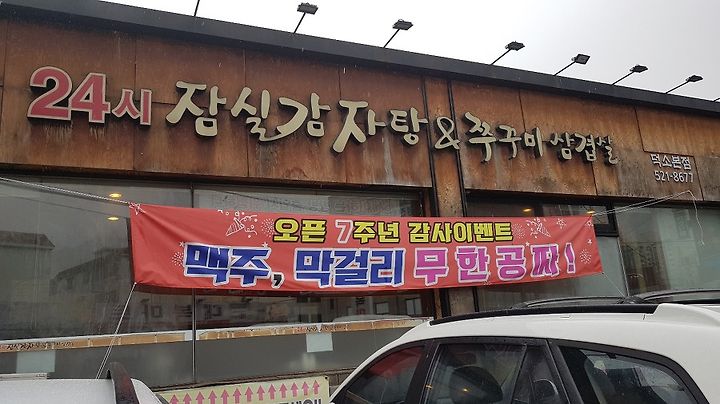 24시 잠실감자탕 & 쭈꾸미 삼겹살
덕소본점
521-8677
오픈 7주년 감사이벤트
맥주, 막걸리 무한공짜!